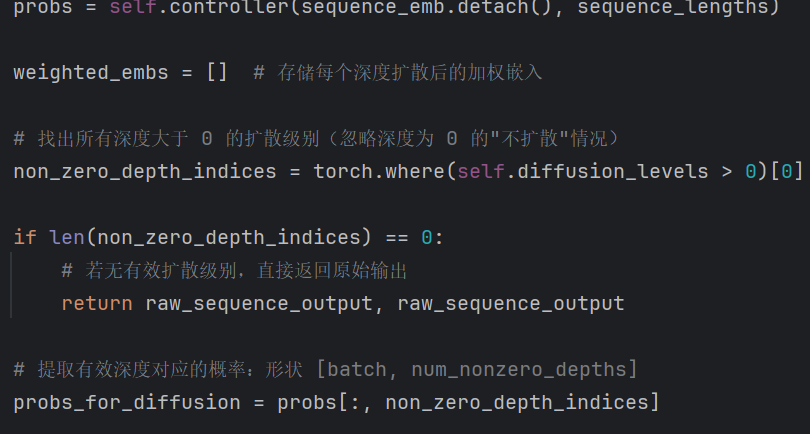 probs = self.controller(sequence_emb.detach(), sequence_lengths)
weighted_embs = []  # 存储每个深度扩散后的加权嵌入
# 找出所有深度大于 0 的扩散级别（忽略深度为 0 的"不扩散"情况）
non_zero_depth_indices = torch.where(self.diffusion_levels > 0)[0]
if len(non_zero_depth_indices) == 0:
    # 若无有效扩散级别，直接返回原始输出
    return raw_sequence_output, raw_sequence_output
# 提取有效深度对应的概率：形状 [batch, num_nonzero_depths]
probs_for_diffusion = probs[:, non_zero_depth_indices]